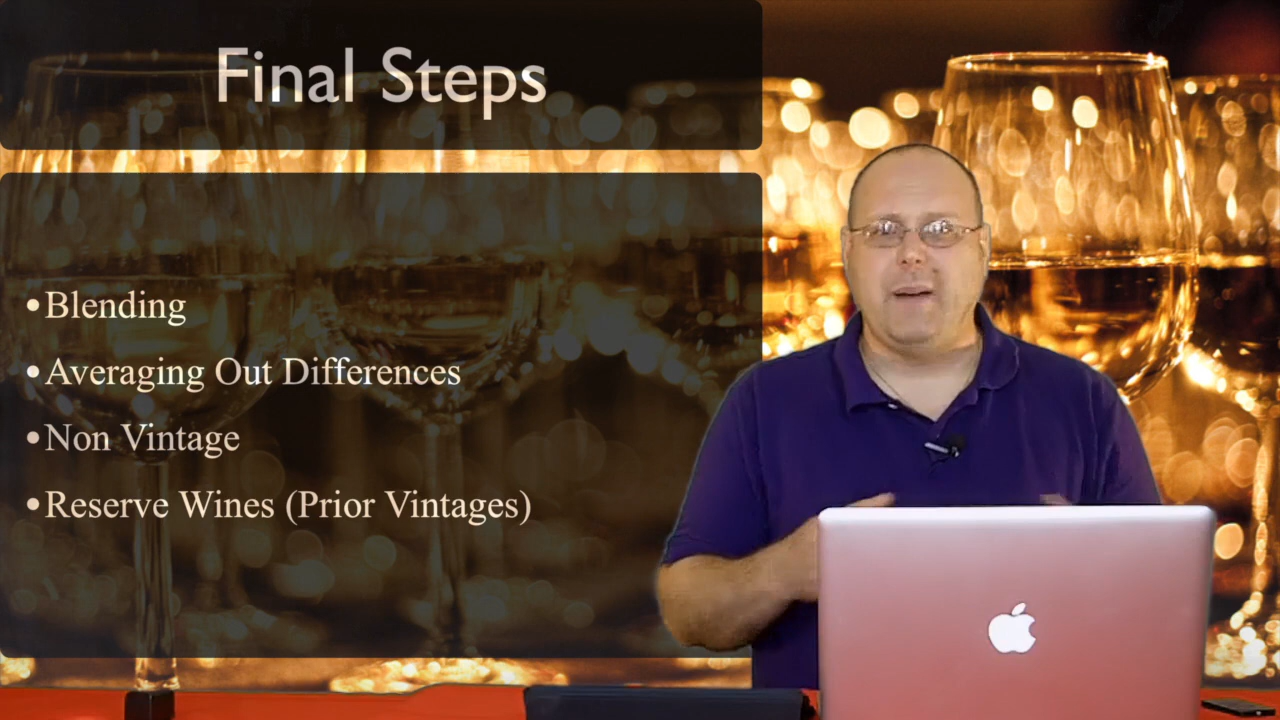 Final Steps
•Blending
•Averaging Out Differences
•Non Vintage
•Reserve Wines (Prior Vintages)